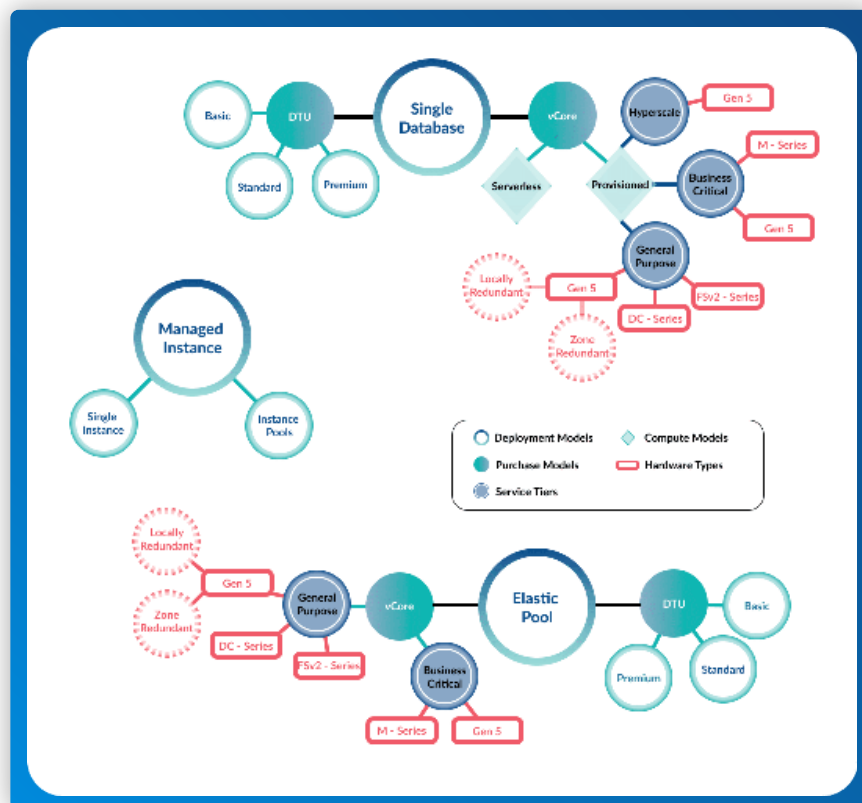 Single
Database
DTU
Basic
Standard
Premium
vCore
Serverless
Provisioned
Hyperscale
Gen 5
Business
Critical
M - Series
Gen 5
General
Purpose
Gen 5
Locally
Redundant
Zone
Redundant
DC - Series
FSv2 - Series
Managed
Instance
Single
Instance
Instance
Pools
Deployment Models
Compute Models
Purchase Models
Hardware Types
Service Tiers
Elastic
Pool
vCore
General
Purpose
Gen 5
Locally
Redundant
Zone
Redundant
DC - Series
FSv2 - Series
Business
Critical
M - Series
Gen 5
DTU
Basic
Standard
Premium